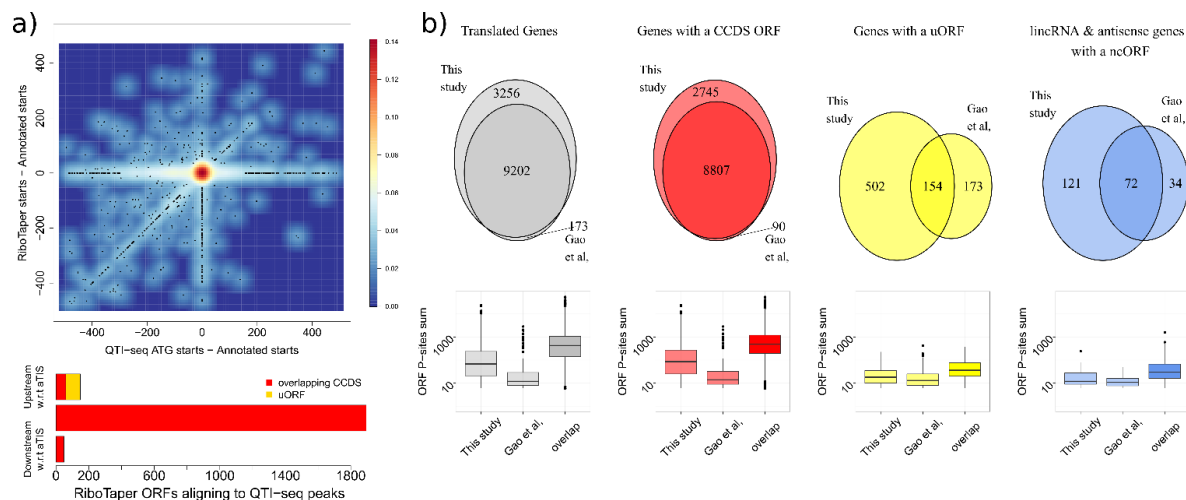 a)
RiboTaper starts − Annotated starts
400
200
0
−200
−400
−400
−200
0
200
400
QTI−seq ATG starts − Annotated starts
0.14
0.12
0.10
0.08
0.06
0.04
0.02
0.00
Upstream
w.r.t aTIS
Downstream
w.r.t aTIS
overlapping CCDS
uORF
0
200
400
600
800
1000
1400
1800
RiboTaper ORFs aligning to QTI−seq peaks
b)
Translated Genes
This
study
3256
9202
173
Gao
et al,
Genes with a CCDS ORF
This
study
2745
8807
90
Gao
et al,
Genes with a uORF
This
study
Gao
et al,
502
154
173
lincRNA & antisense genes
with a ncORF
This
study
Gao
et al,
121
72
34
ORF P−sites sum
1000
10
This study
Gao et al,
overlap
ORF P−sites sum
1000
10
This study
Gao et al,
overlap
ORF P−sites sum
1000
10
This study
Gao et al,
overlap
ORF P−sites sum
1000
10
This study
Gao et al,
overlap